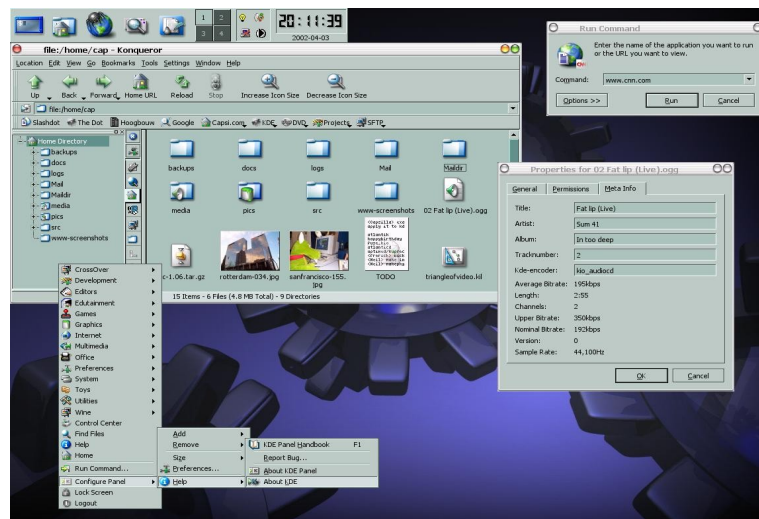 1 2
3 4
20:11:39
2002-04-03
file:/home/cap - Konqueror
Location Edit View Go Bookmarks Tools Settings Window Help
Up Back Forward Home URL Reload Stop Increase Icon Size Decrease Icon Size
file:/home/cap
Slashdot The Dot Hoogbouw Google Capsi.com KDE DVD Projects SFTP
Home Directory
backups
docs
logs
Mail
Maildir
media
pics
src
www-screenshots
backups docs logs Mail Maildir
media pics src www-screenshots 02 Fat lip (Live).ogg
c-1.06.tar.gz rotterdam-034.jpg sanfrancisco-155.jpg TODO triangleofvideo.kil
15 Items - 6 Files (4.8 MB Total) - 9 Directories
Run Command
Enter the name of the application you want to run
or the URL you want to view.
Command: www.cnn.com
Options >> Run Cancel
Properties for 02 Fat lip (Live).ogg
General Permissions Meta Info
Title: Fat lip (Live)
Artist: Sum 41
Album: In too deep
Tracknumber: 2
Kde-encoder: kio_audiocd
Average Bitrate: 195kbps
Length: 2:55
Channels: 2
Upper Bitrate: 350kbps
Nominal Bitrate: 192kbps
Version: 0
Sample Rate: 44,100Hz
OK Cancel
CrossOver
Development
Editors
Edutainment
Games
Graphics
Internet
Multimedia
Office
Preferences
System
Toys
Utilities
Wine
Control Center
Find Files
Help
Home
Run Command...
Configure Panel
Lock Screen
Logout
Add
Remove
Size
Preferences...
Help
KDE Panel Handbook F1
Report Bug...
About KDE Panel
About KDE